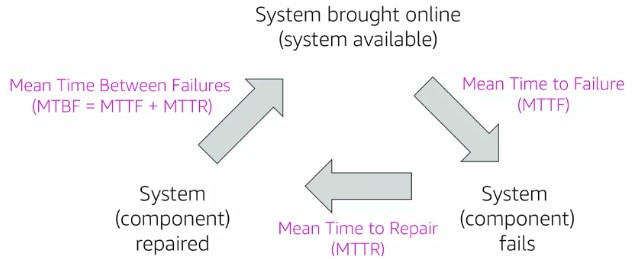 System brought online
(system available)
Mean Time Between Failures
(MTBF = MTTF + MTTR)
Mean Time to Failure
(MTTF)
System
(component)
repaired
Mean Time to Repair
(MTTR)
System
(component)
fails